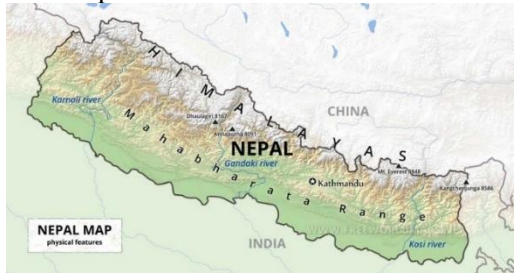 HIMALAYAS
Karnali river
Dhaulagiri 8167
Annapurna 8091
CHINA
NEPAL
Mahabharata Range
Gandaki river
Mt. Everest 8848
Kathmandu
Kangchenjunga 8586
NEPAL MAP
physical features
INDIA
Kosi river